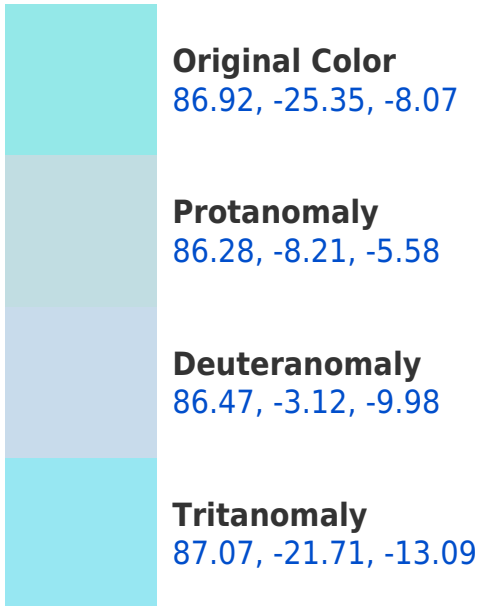 Original Color
86.92, -25.35, -8.07
Protanomaly
86.28, -8.21, -5.58
Deuteranomaly
86.47, -3.12, -9.98
Tritanomaly
87.07, -21.71, -13.09